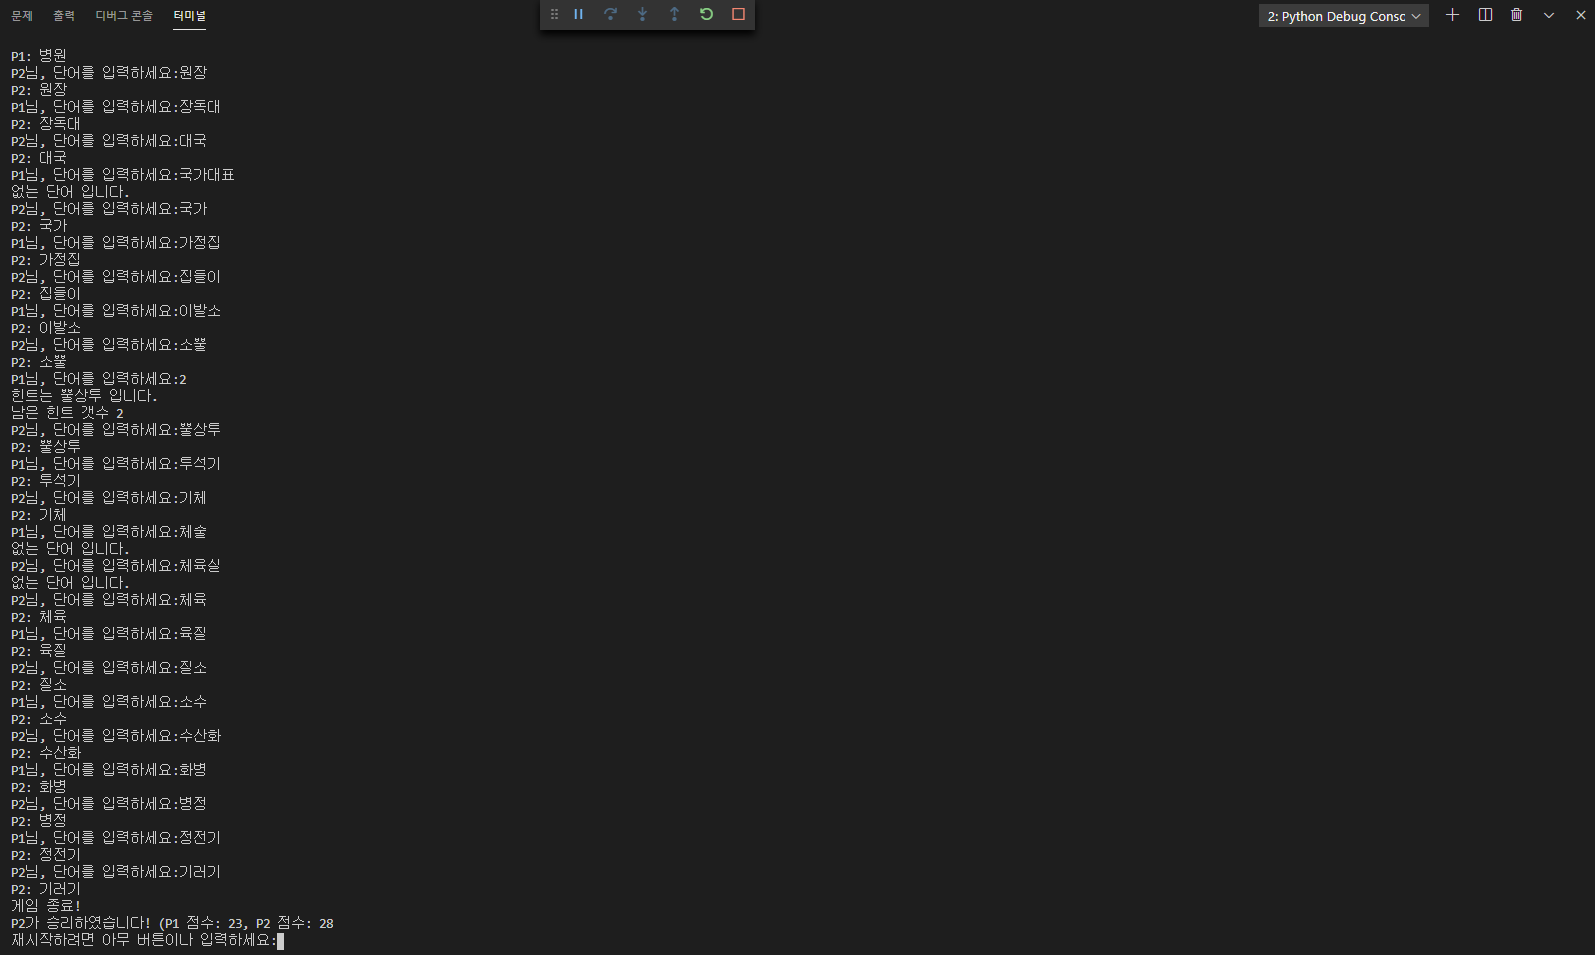 문제 출력 디버그 콘솔 터미널 2: Python Debug Consc
P1: 병원
P2님, 단어를 입력하세요:원장
P2: 원장
P1님, 단어를 입력하세요:장독대
P2: 장독대
P2님, 단어를 입력하세요:대국
P2: 대국
P1님, 단어를 입력하세요:국가대표
없는 단어 입니다.
P2님, 단어를 입력하세요:국가
P2: 국가
P1님, 단어를 입력하세요:가정집
P2: 가정집
P2님, 단어를 입력하세요:집들이
P2: 집들이
P1님, 단어를 입력하세요:이발소
P2: 이발소
P2님, 단어를 입력하세요:소뿔
P2: 소뿔
P1님, 단어를 입력하세요:2
힌트는 뿔상투 입니다.
남은 힌트 갯수 2
P2님, 단어를 입력하세요:뿔상투
P2: 뿔상투
P1님, 단어를 입력하세요:투석기
P2: 투석기
P2님, 단어를 입력하세요:기체
P2: 기체
P1님, 단어를 입력하세요:체술
없는 단어 입니다.
P2님, 단어를 입력하세요:체육실
없는 단어 입니다.
P2님, 단어를 입력하세요:체육
P2: 체육
P1님, 단어를 입력하세요:육질
P2: 육질
P2님, 단어를 입력하세요:질소
P2: 질소
P1님, 단어를 입력하세요:소수
P2: 소수
P2님, 단어를 입력하세요:수산화
P2: 수산화
P1님, 단어를 입력하세요:화병
P2: 화병
P2님, 단어를 입력하세요:병정
P2: 병정
P1님, 단어를 입력하세요:정전기
P2: 정전기
P2님, 단어를 입력하세요:기러기
P2: 기러기
게임 종료!
P2가 승리하였습니다! (P1 점수: 23, P2 점수: 28
재시작하려면 아무 버튼이나 입력하세요: